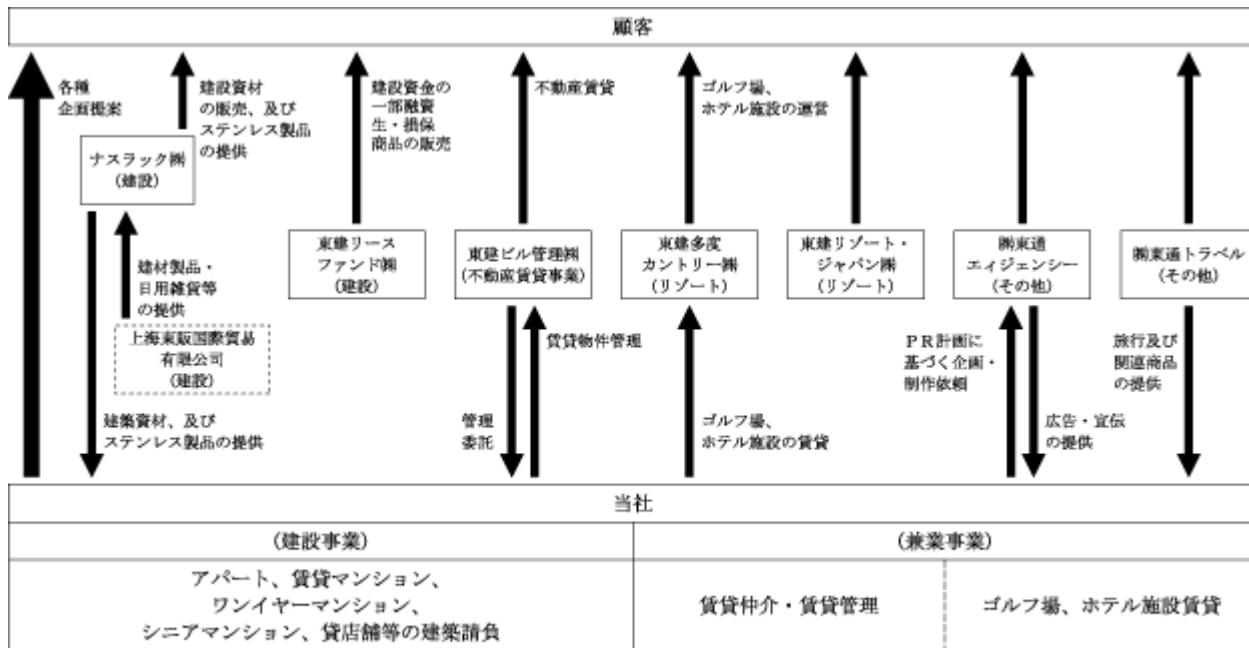 顧客
各種
企画提案
建設資材
の販売、及び
ステンレス製品
の提供
建設資金の
一部融資
生・損保
商品の販売
不動産賃貸
ゴルフ場、
ホテル施設の運営
ナスラック㈱
(建設)
東建リース
ファンド㈱
(建設)
東建ビル管理㈱
(不動産賃貸事業)
東建多度
カントリー㈱
(リゾート)
東建リゾート・
ジャパン㈱
(リゾート)
㈱東通
エィジェンシー
(その他)
㈱東通トラベル
(その他)
建材製品・
日用雑貨等
の提供
上海東販国際貿易
有限公司
(建設)
賃貸物件管理
PR計画に
基づく企画・
制作依頼
旅行及び
関連商品
の提供
建築資材、及び
ステンレス製品の提供
管理
委託
ゴルフ場、
ホテル施設の賃貸
広告・宣伝
の提供
当社
(建設事業)
(兼業事業)
アパート、賃貸マンション、
ワンイヤーマンション、
シニアマンション、貸店舗等の建築請負
賃貸仲介・賃貸管理
ゴルフ場、ホテル施設賃貸